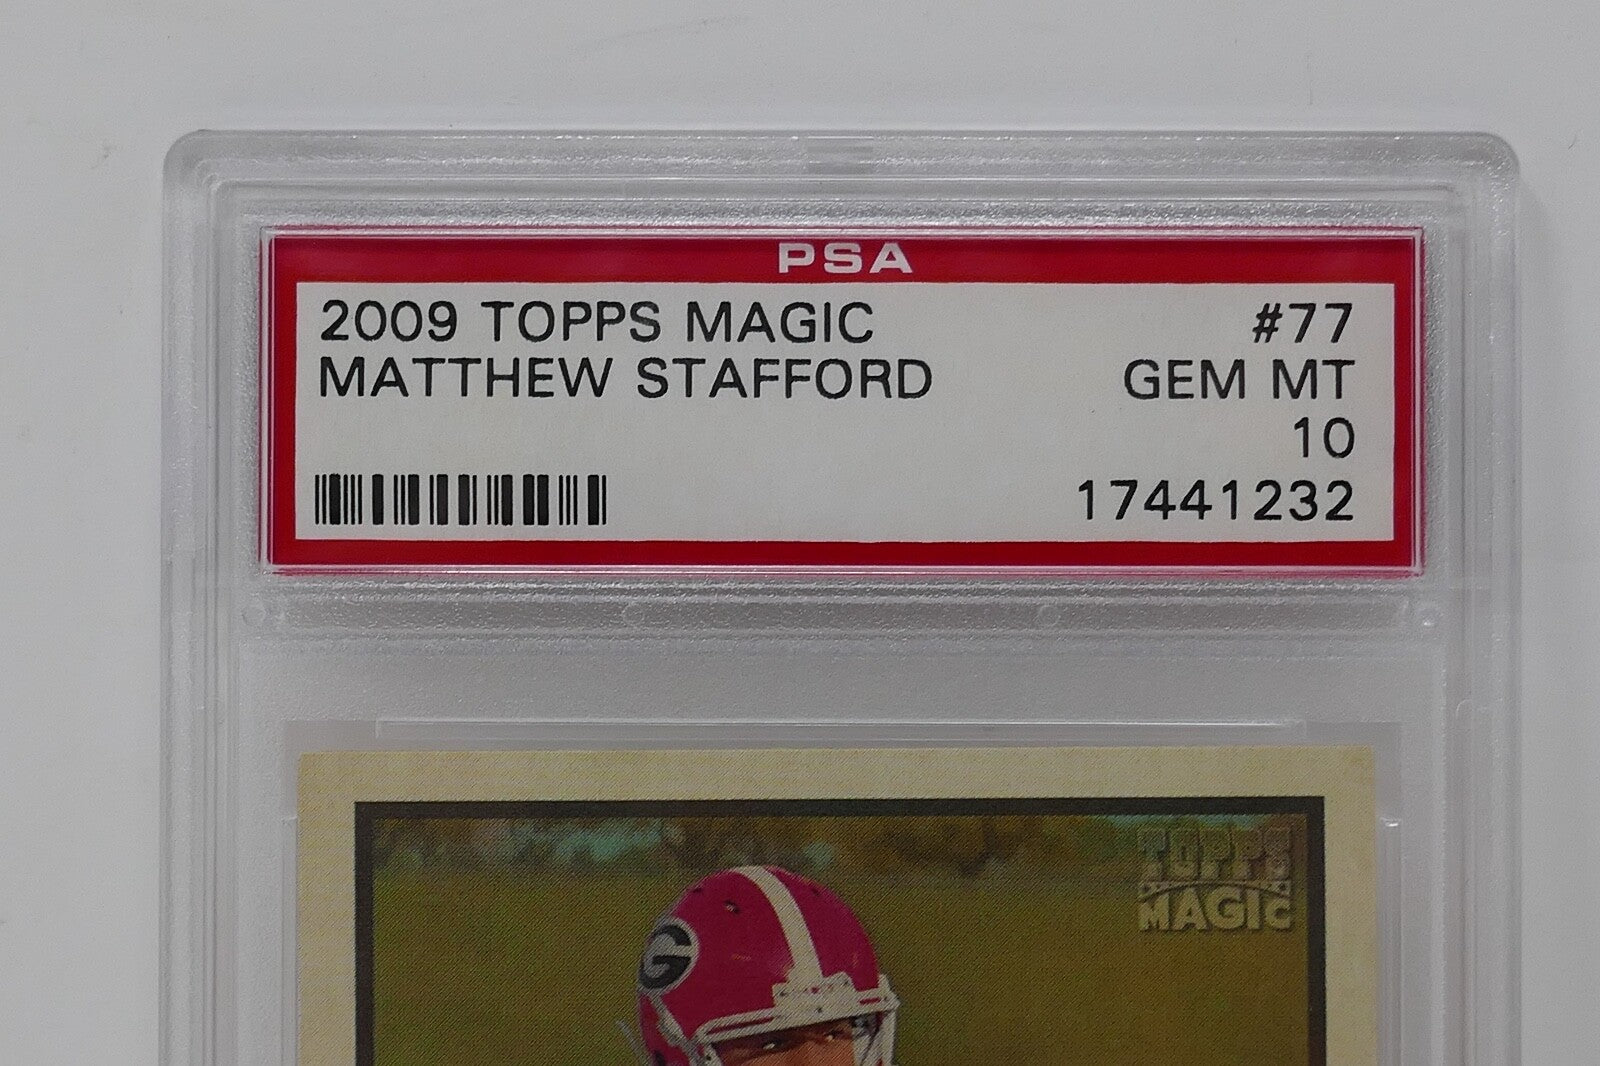 PSA
2009 TOPPS MAGIC #77
MATTHEW STAFFORD GEM MT
10
17441232
TOPPS
MAGIC
G